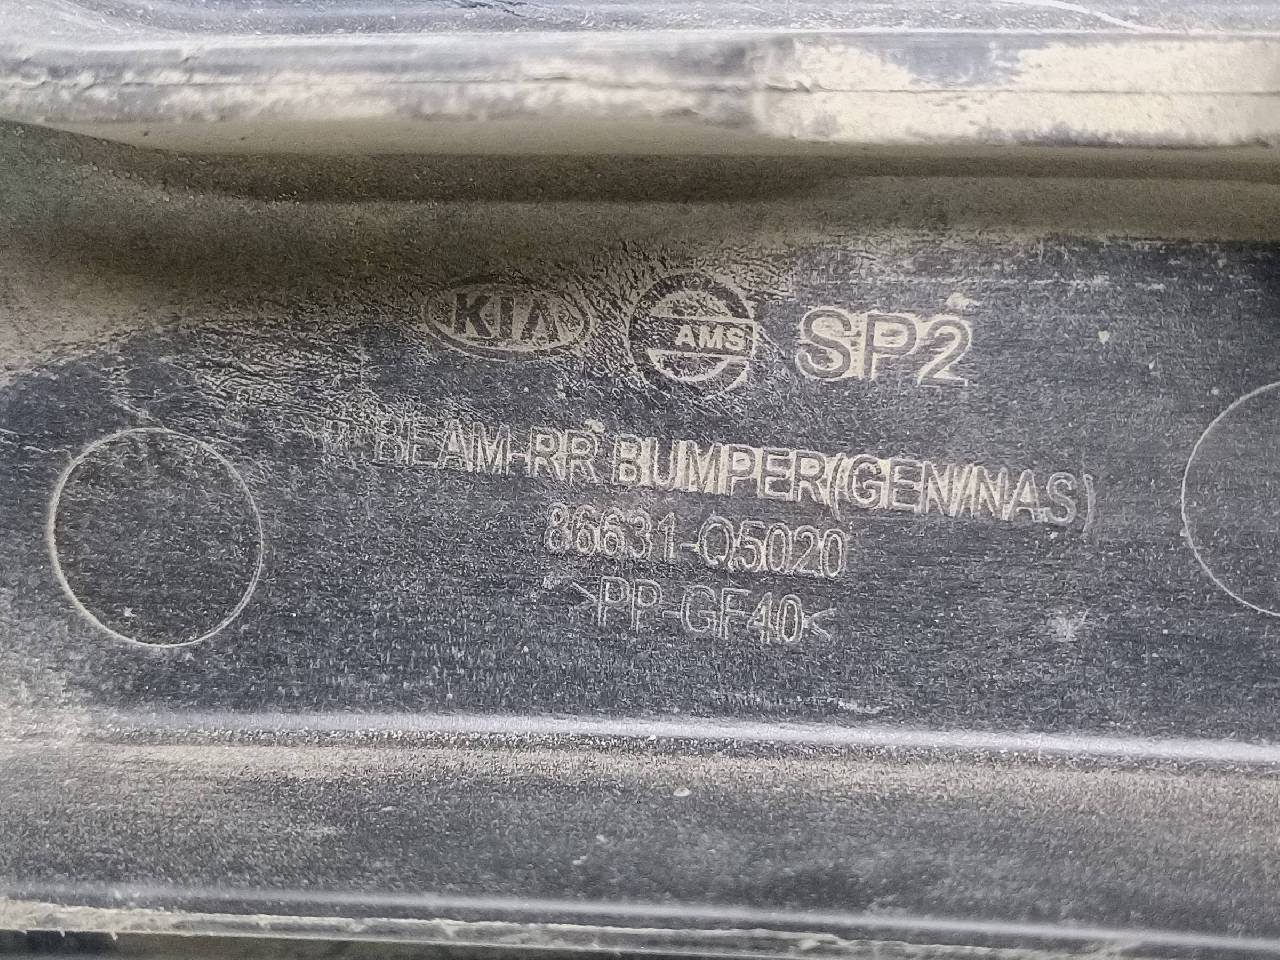 KIA AMS SP2
BEAM-RR BUMPER(GEN/NAS)
86631-Q5020
>PP-GF40<